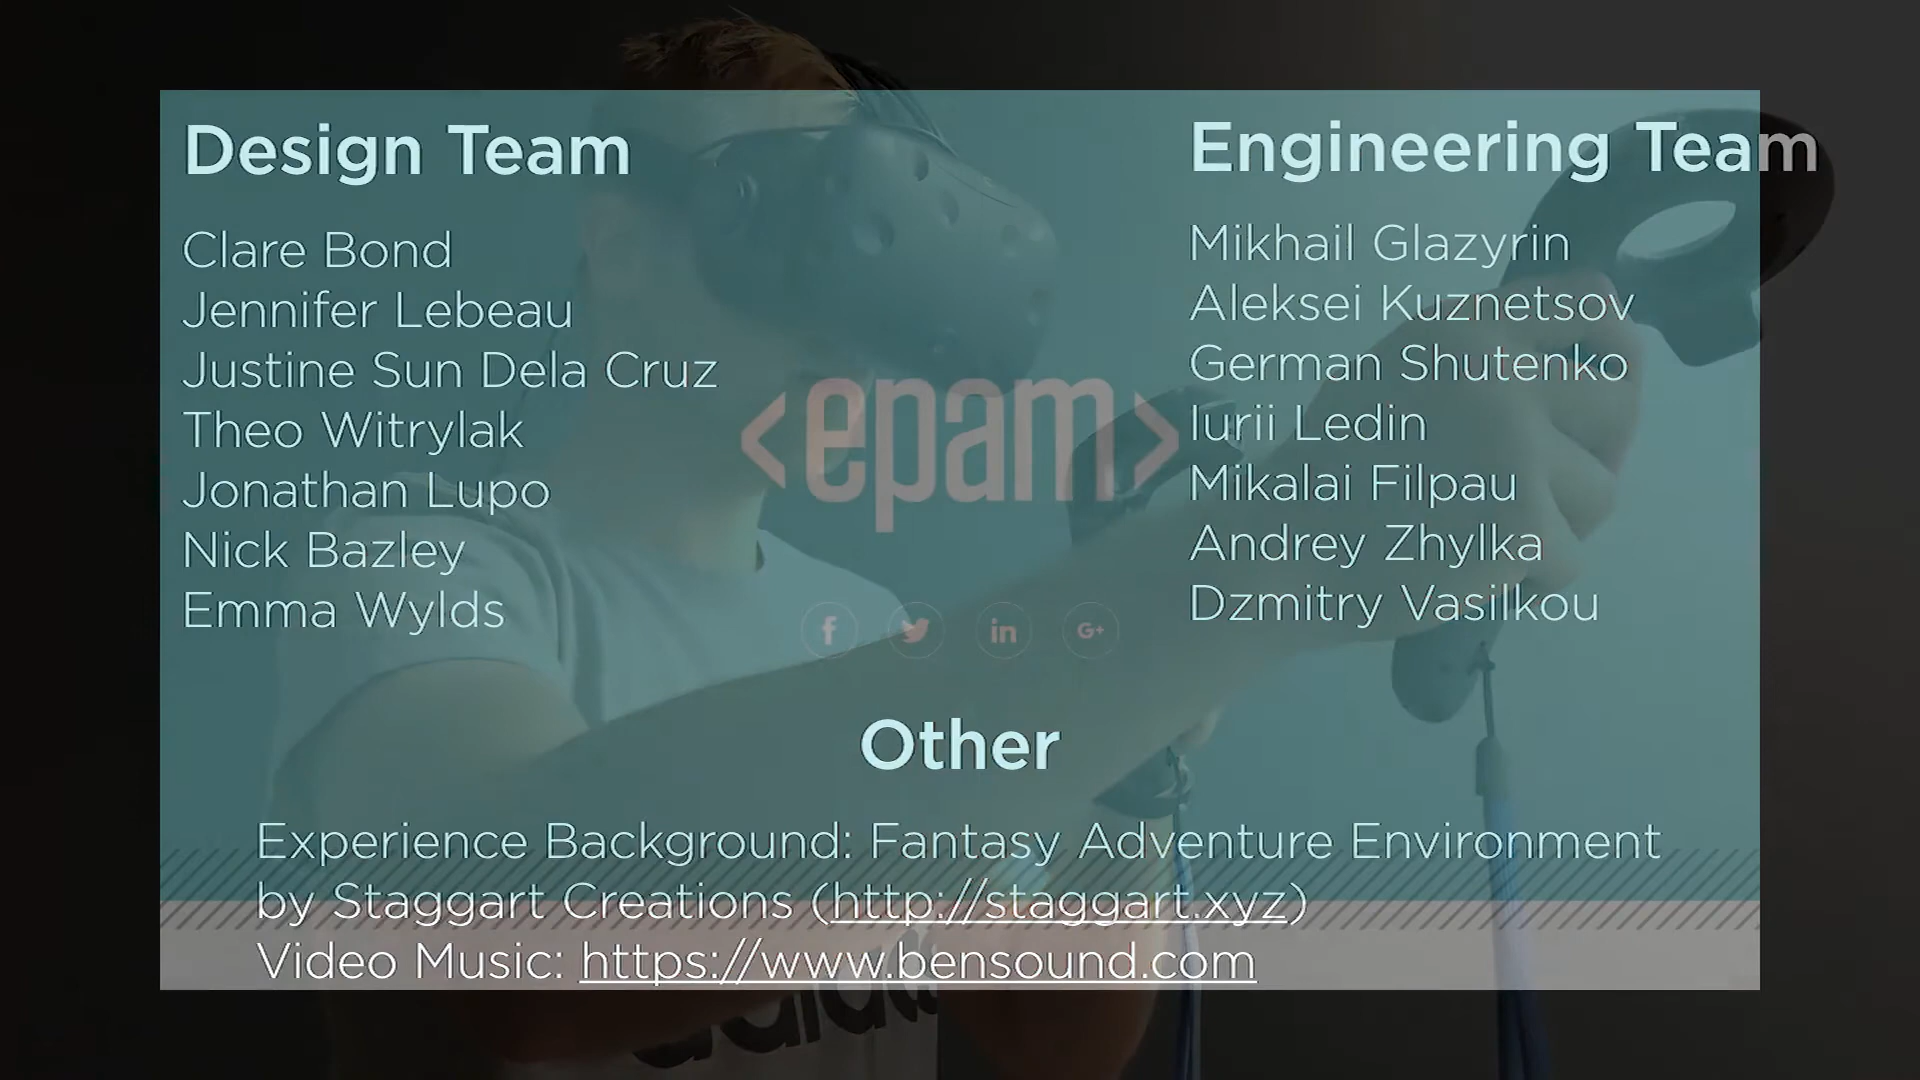 Design Team
Clare Bond
Jennifer Lebeau
Justine Sun Dela Cruz
Theo Witrylak
Jonathan Lupo
Nick Bazley
Emma Wylds
Engineering Team
Mikhail Glazyrin
Aleksei Kuznetsov
German Shutenko
Iurii Ledin
Mikalai Filpau
Andrey Zhylka
Dzmitry Vasilkou
<epam>
f in G+
Other
Experience Background: Fantasy Adventure Environment
by Staggart Creations (http://staggart.xyz)
Video Music: https://www.bensound.com
adidas